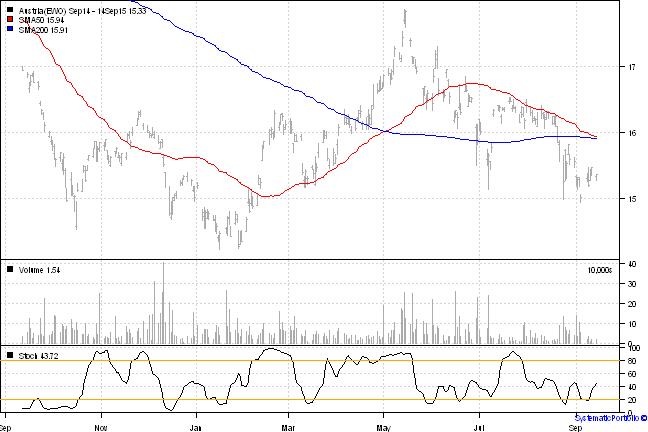 Austria(EWO) Sep14 - 14Sep15 15.33
SMA50 15.94
SMA200 15.91
17
16
15
Volume 1.54
10,000s
40
30
20
10
0
Stoch 43.72
100
80
60
40
20
0
Sep
Nov
Jan
Mar
May
Jul
Sep
SystematicPortfolio ©